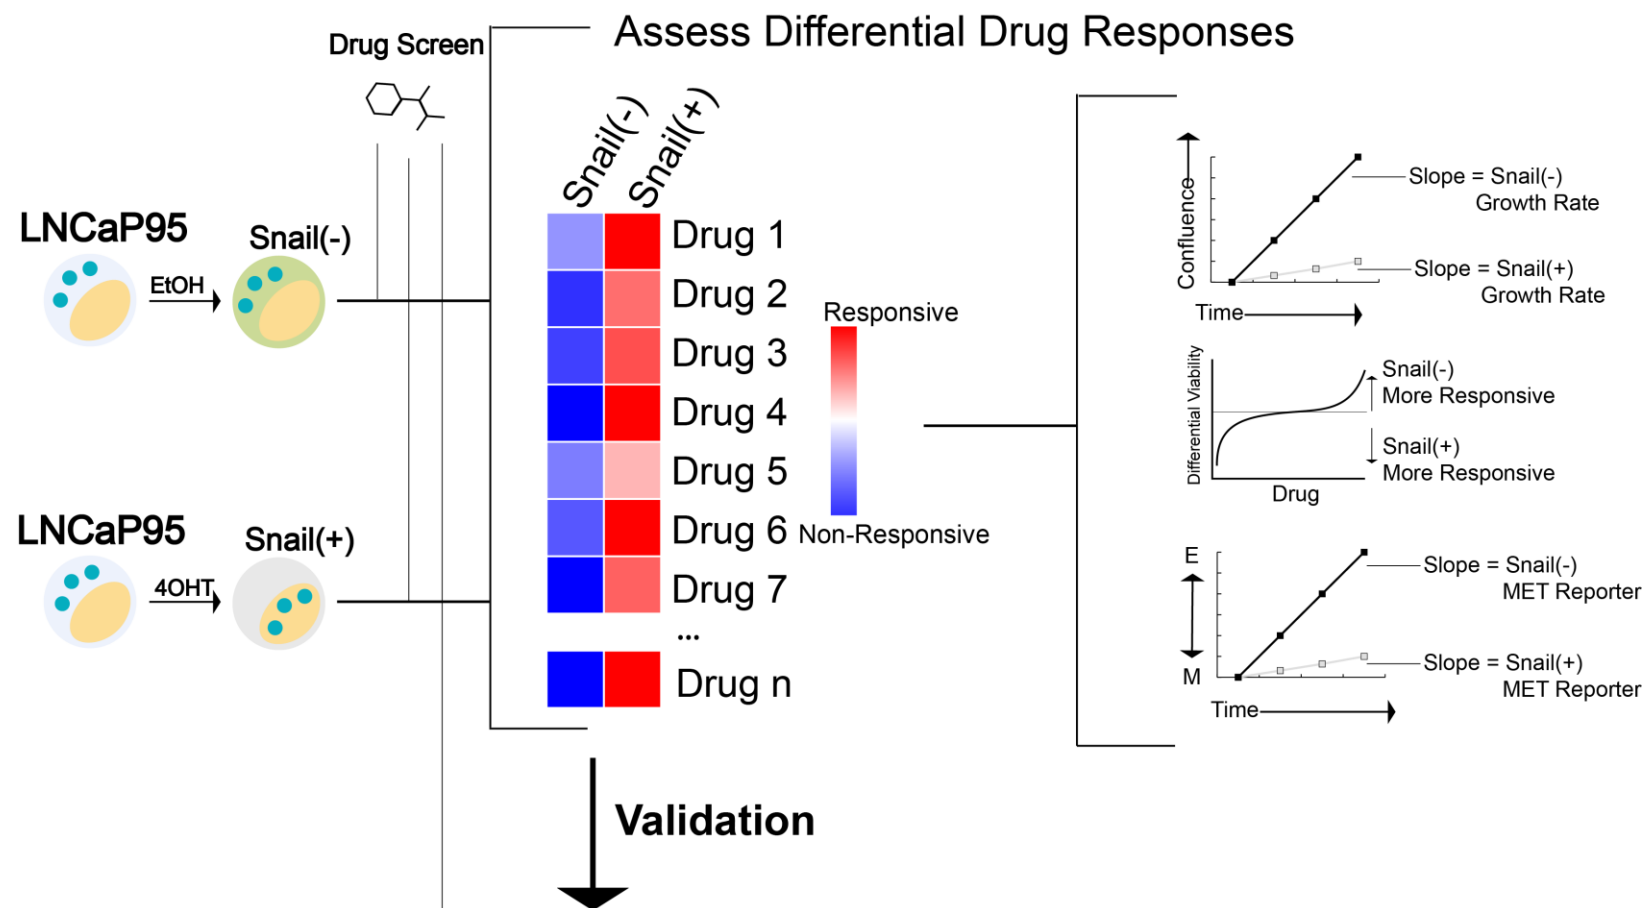 Assess Differential Drug Responses
Drug Screen
LNCaP95
EtOH
Snail(-)
LNCaP95
4OHT
Snail(+)
Snail(-)
Snail(+)
Drug 1
Drug 2
Drug 3
Drug 4
Drug 5
Drug 6
Drug 7
...
Drug n
Responsive
Non-Responsive
Confluence
Time
Slope = Snail(-)
Growth Rate
Slope = Snail(+)
Growth Rate
Differential Viability
Drug
Snail(-)
More Responsive
Snail(+)
More Responsive
E
M
Time
Slope = Snail(-)
MET Reporter
Slope = Snail(+)
MET Reporter
Validation